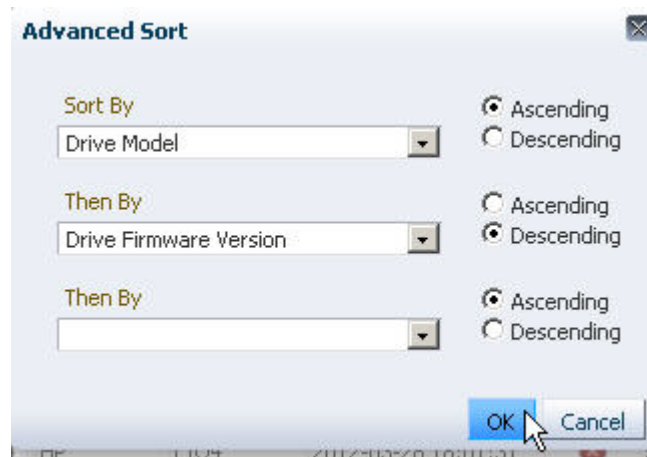 Advanced Sort
Sort By
Ascending
Drive Model
Descending
Then By
Ascending
Drive Firmware Version
Descending
Then By
Ascending
Descending
OK
Cancel